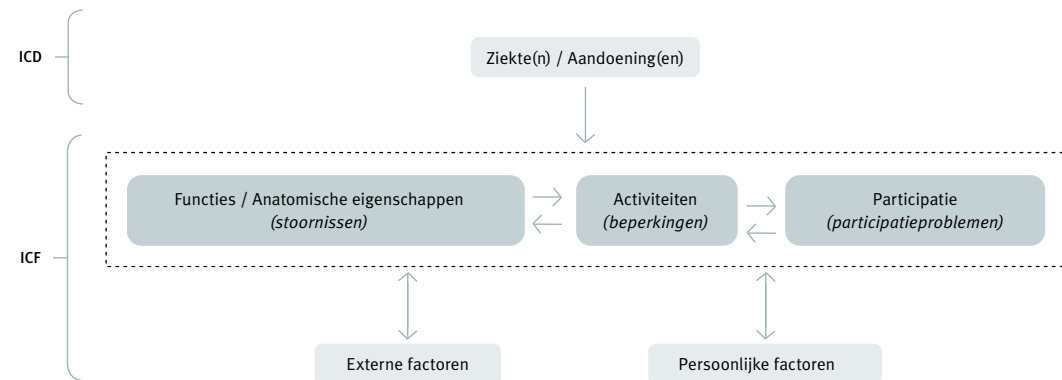 ICD
Ziekte(n) / Aandoening(en)
Functies / Anatomische eigenschappen
(stoornissen)
Activiteiten
(beperkingen)
Participatie
(participatieproblemen)
ICF
Externe factoren
Persoonlijke factoren